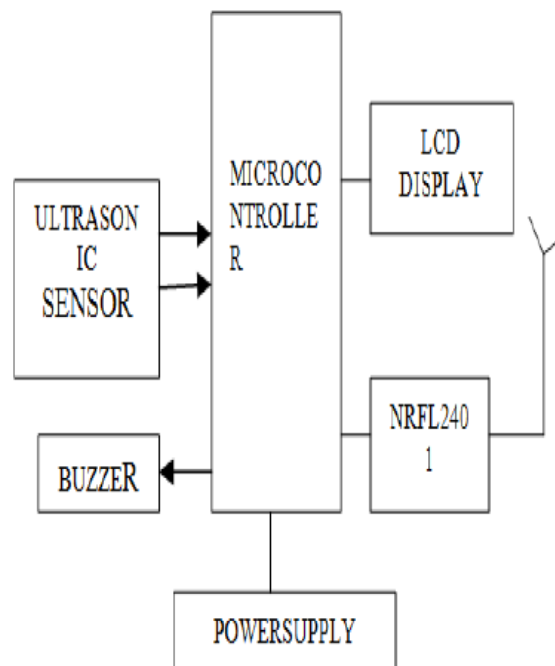 LCD
DISPLAY
MICROCO
NTROLLE
R
ULTRASON
IC
SENSOR
NRFL240
1
BUZZER
POWERSUPPLY